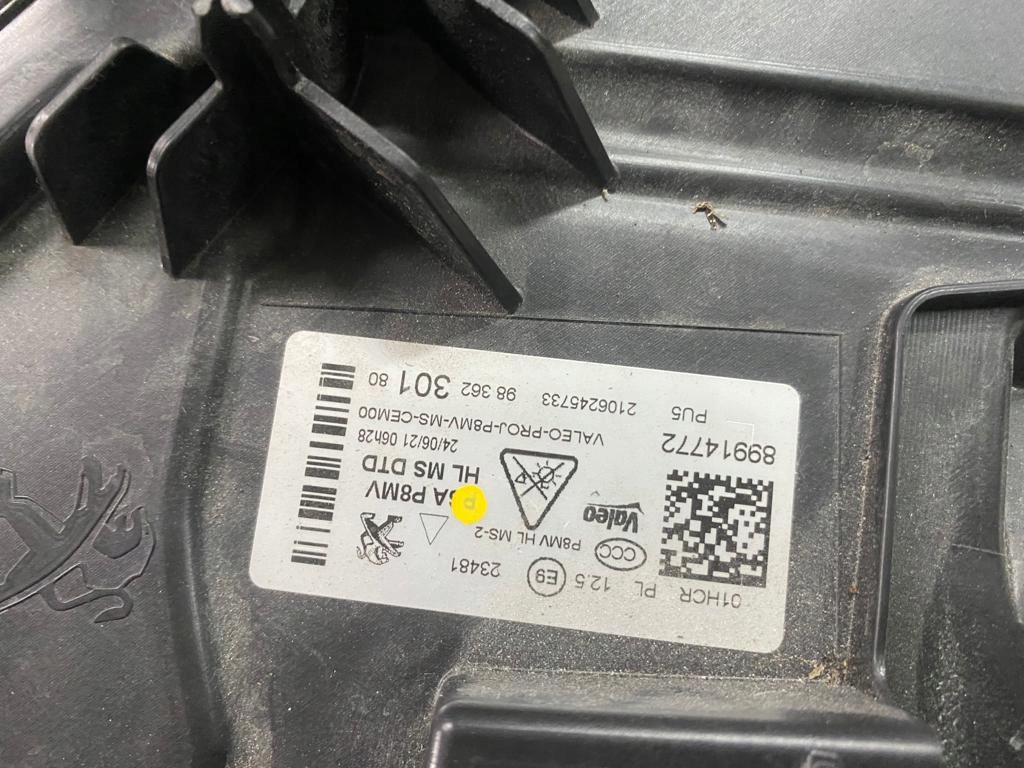 01HCR PL 12.5 E9 23481
CCC P8MV HL MS-2
Valeo
P8MV
HL MS DTD
24/06/21 06h28
89914772 VALEO-PROJ-P8MV-MS-CEM00
PU5 2106245733 98 362 301 80